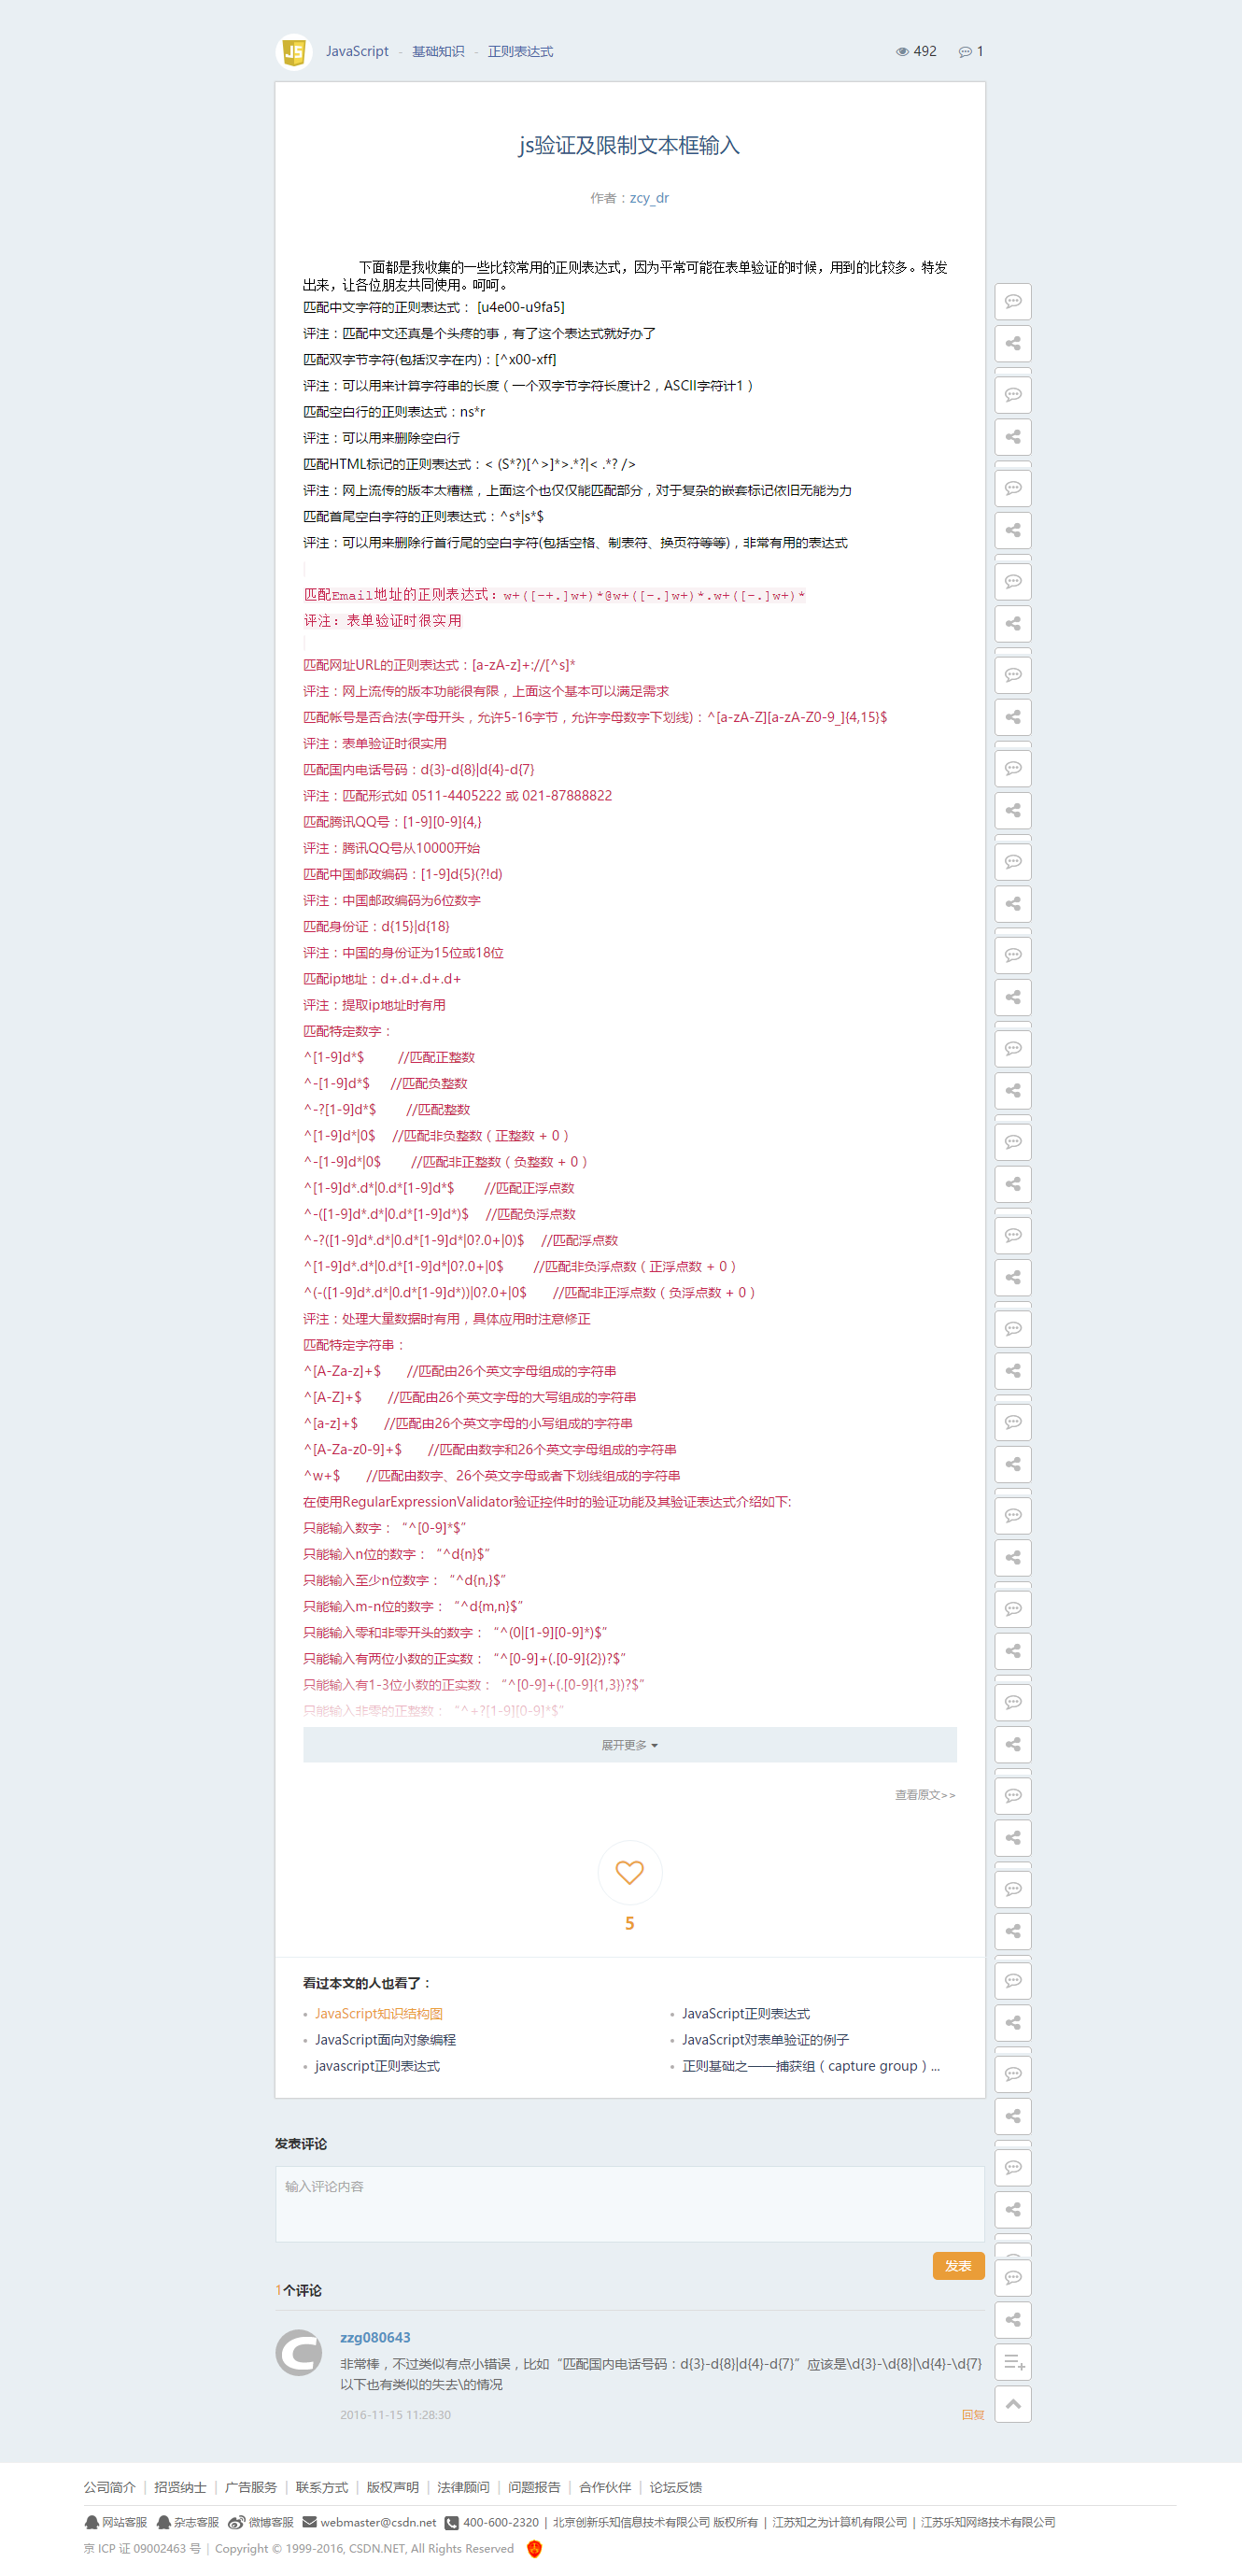 JavaScript - 基础知识 - 正则表达式 492 1
js验证及限制文本框输入
作者：zcy_dr
下面都是我收集的一些比较常用的正则表达式，因为平常可能在表单验证的时候，用到的比较多。特发
出来，让各位朋友共同使用。呵呵。
匹配中文字符的正则表达式： [u4e00-u9fa5]
评注：匹配中文还真是个头疼的事，有了这个表达式就好办了
匹配双字节字符(包括汉字在内)：[^x00-xff]
评注：可以用来计算字符串的长度（一个双字节字符长度计2，ASCII字符计1）
匹配空白行的正则表达式：ns*r
评注：可以用来删除空白行
匹配HTML标记的正则表达式：< (S*?)[^>]*>.*?|< .*? />
评注：网上流传的版本太糟糕，上面这个也仅仅能匹配部分，对于复杂的嵌套标记依旧无能为力
匹配首尾空白字符的正则表达式：^s*|s*$
评注：可以用来删除行首行尾的空白字符(包括空格、制表符、换页符等等)，非常有用的表达式
匹配Email地址的正则表达式：w+([-+.]w+)*@w+([-.]w+)*.w+([-.]w+)*
评注：表单验证时很实用
匹配网址URL的正则表达式：[a-zA-z]+://[^s]*
评注：网上流传的版本功能很有限，上面这个基本可以满足需求
匹配帐号是否合法(字母开头，允许5-16字节，允许字母数字下划线)：^[a-zA-Z][a-zA-Z0-9_]{4,15}$
评注：表单验证时很实用
匹配国内电话号码：d{3}-d{8}|d{4}-d{7}
评注：匹配形式如 0511-4405222 或 021-87888822
匹配腾讯QQ号：[1-9][0-9]{4,}
评注：腾讯QQ号从10000开始
匹配中国邮政编码：[1-9]d{5}(?!d)
评注：中国邮政编码为6位数字
匹配身份证：d{15}|d{18}
评注：中国的身份证为15位或18位
匹配ip地址：d+.d+.d+.d+
评注：提取ip地址时有用
匹配特定数字：
^[1-9]d*$ //匹配正整数
^-[1-9]d*$ //匹配负整数
^-?[1-9]d*$ //匹配整数
^[1-9]d*|0$ //匹配非负整数（正整数 + 0）
^-[1-9]d*|0$ //匹配非正整数（负整数 + 0）
^[1-9]d*.d*|0.d*[1-9]d*$ //匹配正浮点数
^-([1-9]d*.d*|0.d*[1-9]d*)$ //匹配负浮点数
^-?([1-9]d*.d*|0.d*[1-9]d*|0?.0+|0)$ //匹配浮点数
^[1-9]d*.d*|0.d*[1-9]d*|0?.0+|0$ //匹配非负浮点数（正浮点数 + 0）
^(-([1-9]d*.d*|0.d*[1-9]d*))|0?.0+|0$ //匹配非正浮点数（负浮点数 + 0）
评注：处理大量数据时有用，具体应用时注意修正
匹配特定字符串：
^[A-Za-z]+$ //匹配由26个英文字母组成的字符串
^[A-Z]+$ //匹配由26个英文字母的大写组成的字符串
^[a-z]+$ //匹配由26个英文字母的小写组成的字符串
^[A-Za-z0-9]+$ //匹配由数字和26个英文字母组成的字符串
^w+$ //匹配由数字、26个英文字母或者下划线组成的字符串
在使用RegularExpressionValidator验证控件时的验证功能及其验证表达式介绍如下:
只能输入数字：“^[0-9]*$”
只能输入n位的数字：“^d{n}$”
只能输入至少n位数字：“^d{n,}$”
只能输入m-n位的数字：“^d{m,n}$”
只能输入零和非零开头的数字：“^(0|[1-9][0-9]*)$”
只能输入有两位小数的正实数：“^[0-9]+(.[0-9]{2})?$”
只能输入有1-3位小数的正实数：“^[0-9]+(.[0-9]{1,3})?$”
只能输入非零的正整数：“^+?[1-9][0-9]*$”
展开更多
查看原文>>
5
看过本文的人也看了：
JavaScript知识结构图 JavaScript正则表达式
JavaScript面向对象编程 JavaScript对表单验证的例子
javascript正则表达式 正则基础之——捕获组（capture group）...
发表评论
输入评论内容
发表
1个评论
zzg080643
非常棒，不过类似有点小错误，比如“匹配国内电话号码：d{3}-d{8}|d{4}-d{7}”应该是\d{3}-\d{8}|\d{4}-\d{7}
以下也有类似的失去\的情况
2016-11-15 11:28:30 回复
公司简介 | 招贤纳士 | 广告服务 | 联系方式 | 版权声明 | 法律顾问 | 问题报告 | 合作伙伴 | 论坛反馈
网站客服 杂志客服 微博客服 webmaster@csdn.net 400-600-2320 | 北京创新乐知信息技术有限公司 版权所有 | 江苏知之为计算机有限公司 | 江苏乐知网络技术有限公司
京 ICP 证 09002463 号 | Copyright © 1999-2016, CSDN.NET, All Rights Reserved